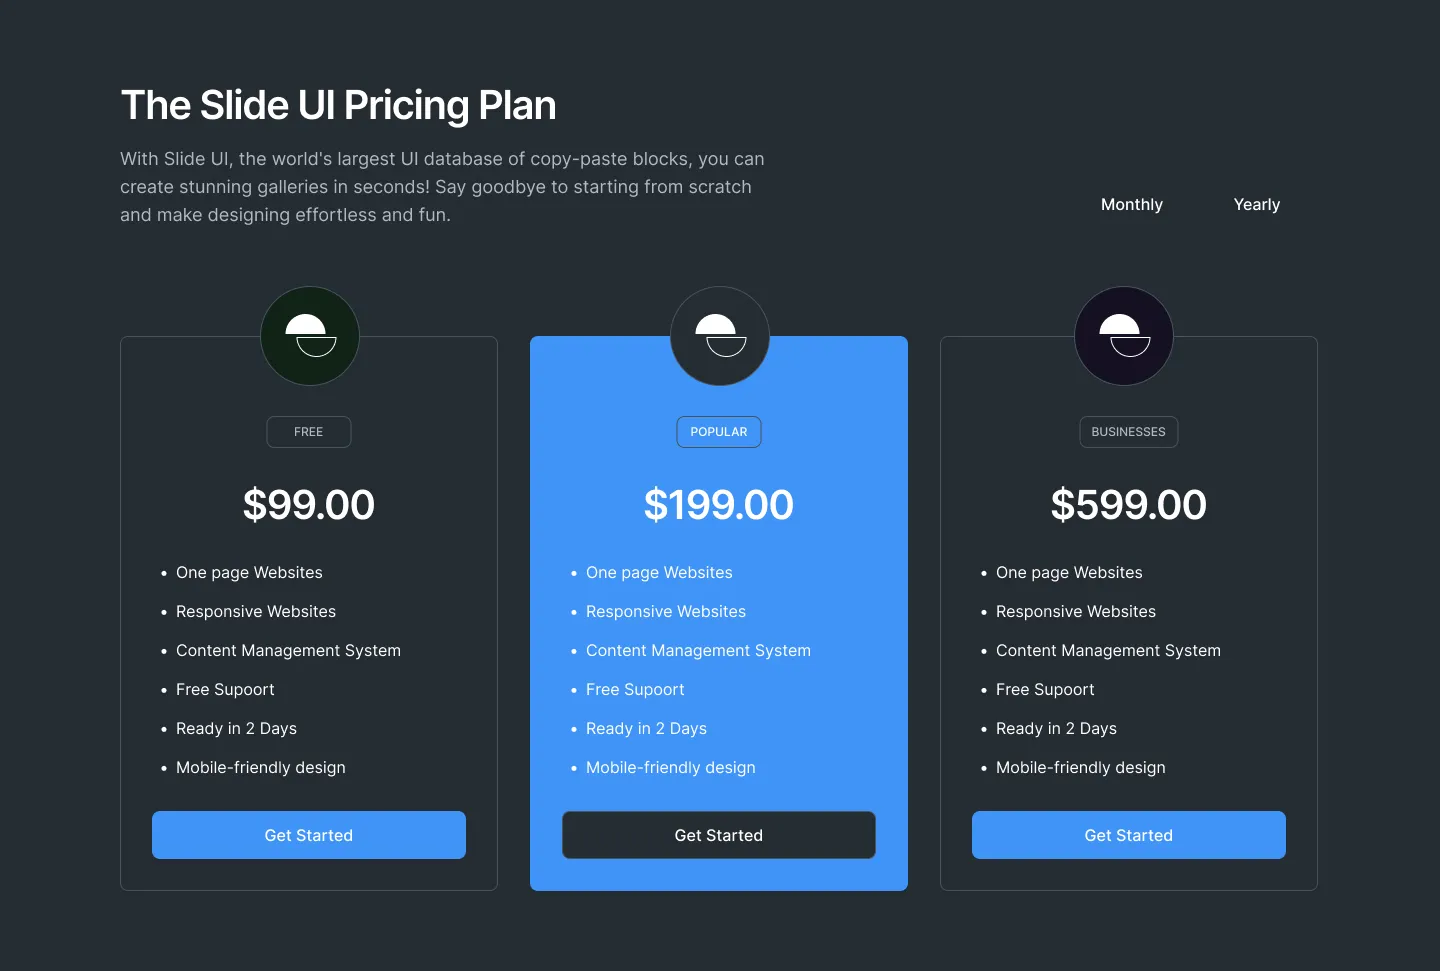 The Slide UI Pricing Plan
With Slide UI, the world's largest UI database of copy-paste blocks, you can
create stunning galleries in seconds! Say goodbye to starting from scratch
and make designing effortless and fun.
Monthly
Yearly
FREE
$99.00
One page Websites
Responsive Websites
Content Management System
Free Supoort
Ready in 2 Days
Mobile-friendly design
Get Started
POPULAR
$199.00
One page Websites
Responsive Websites
Content Management System
Free Supoort
Ready in 2 Days
Mobile-friendly design
Get Started
BUSINESSES
$599.00
One page Websites
Responsive Websites
Content Management System
Free Supoort
Ready in 2 Days
Mobile-friendly design
Get Started